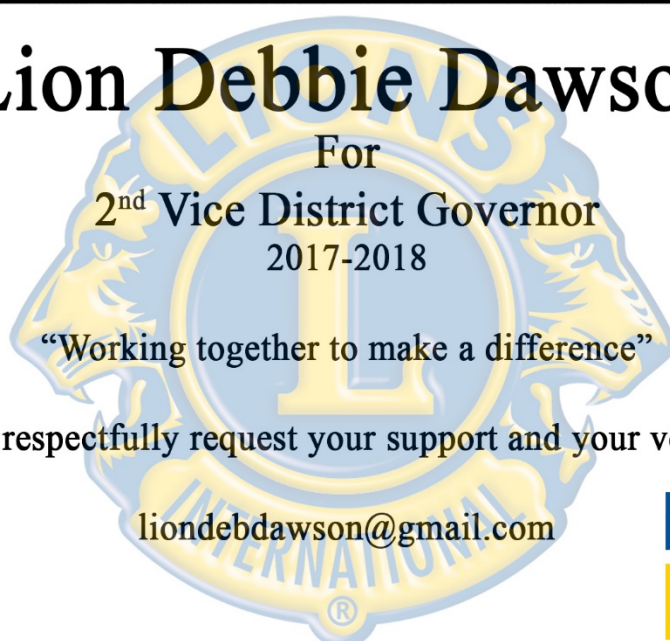 Lion Debbie Dawso
For
2nd Vice District Governor
2017-2018
“Working together to make a difference”
respectfully request your support and your v
liondebdawson@gmail.com
LIONS
L
INTERNATIONAL
®